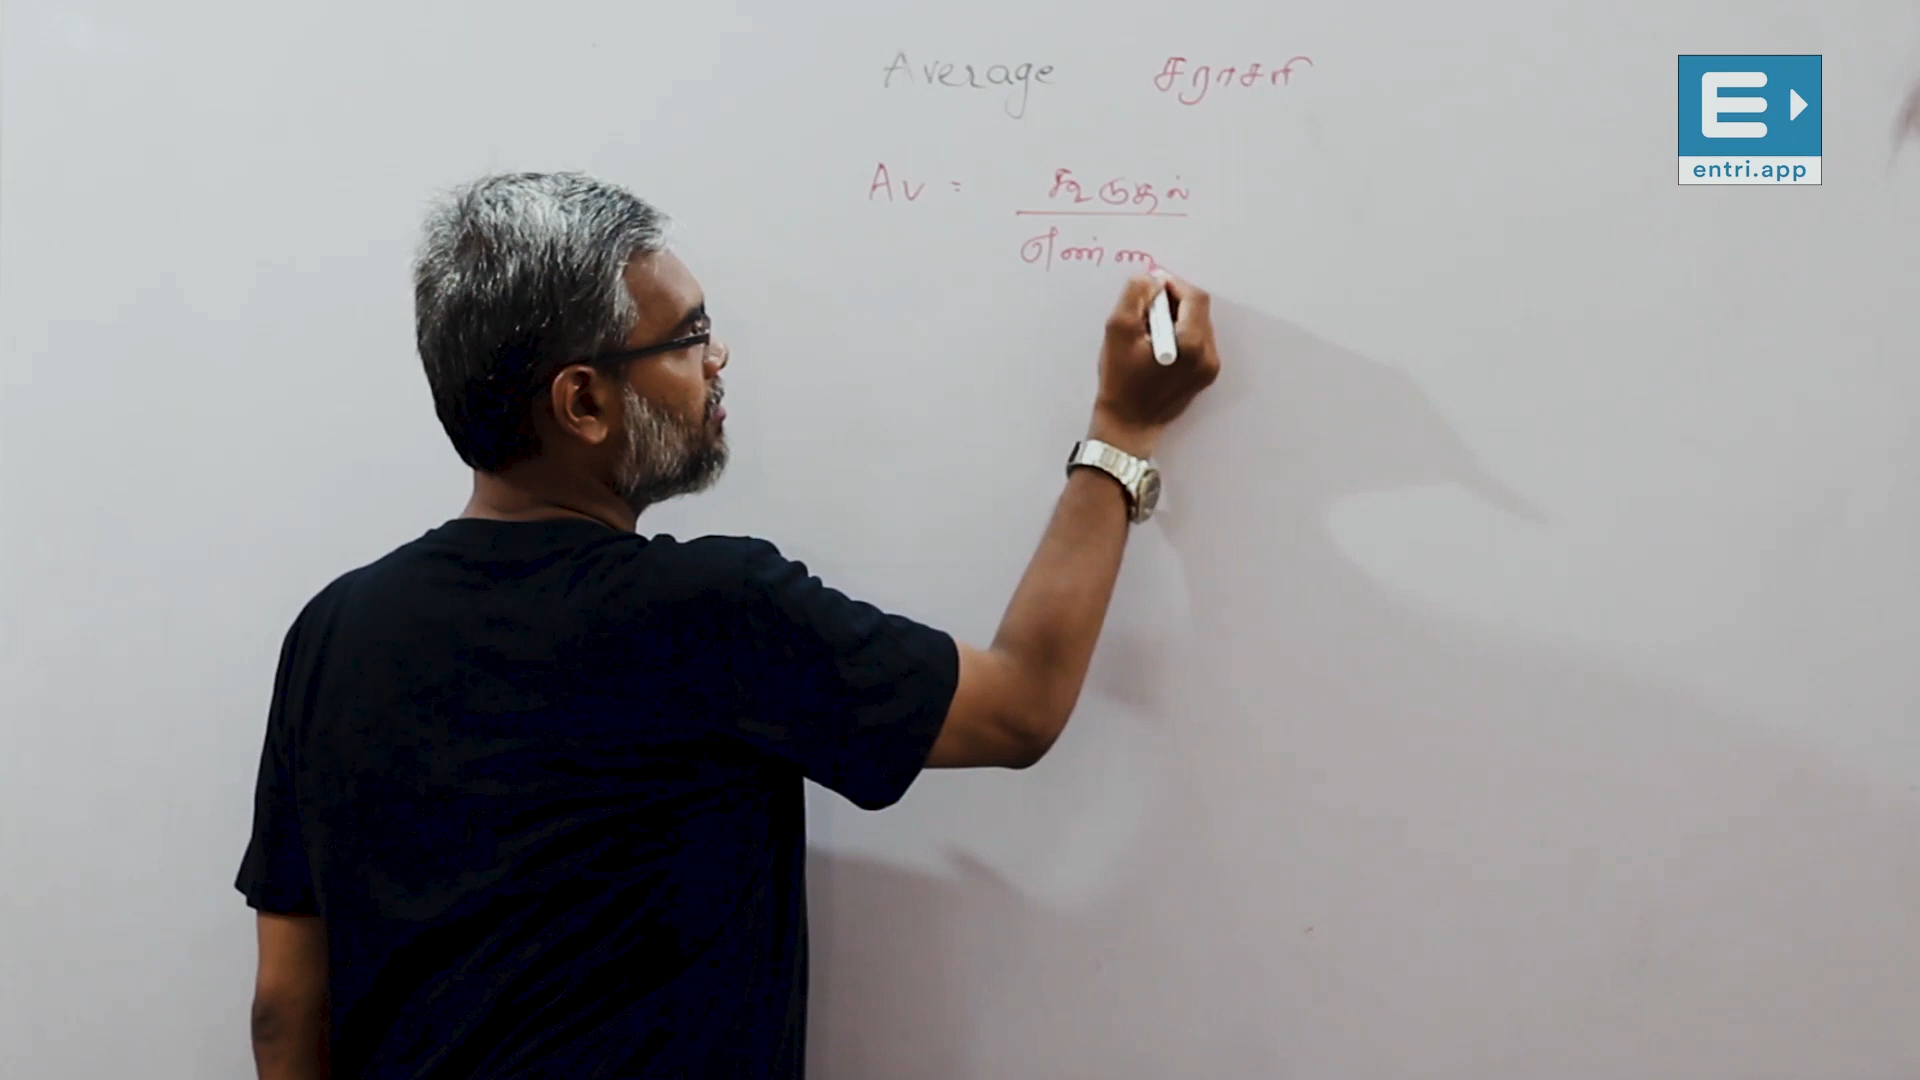 Average சராசரி
Av = கூடுதல்
எண்ண
E
entri.app